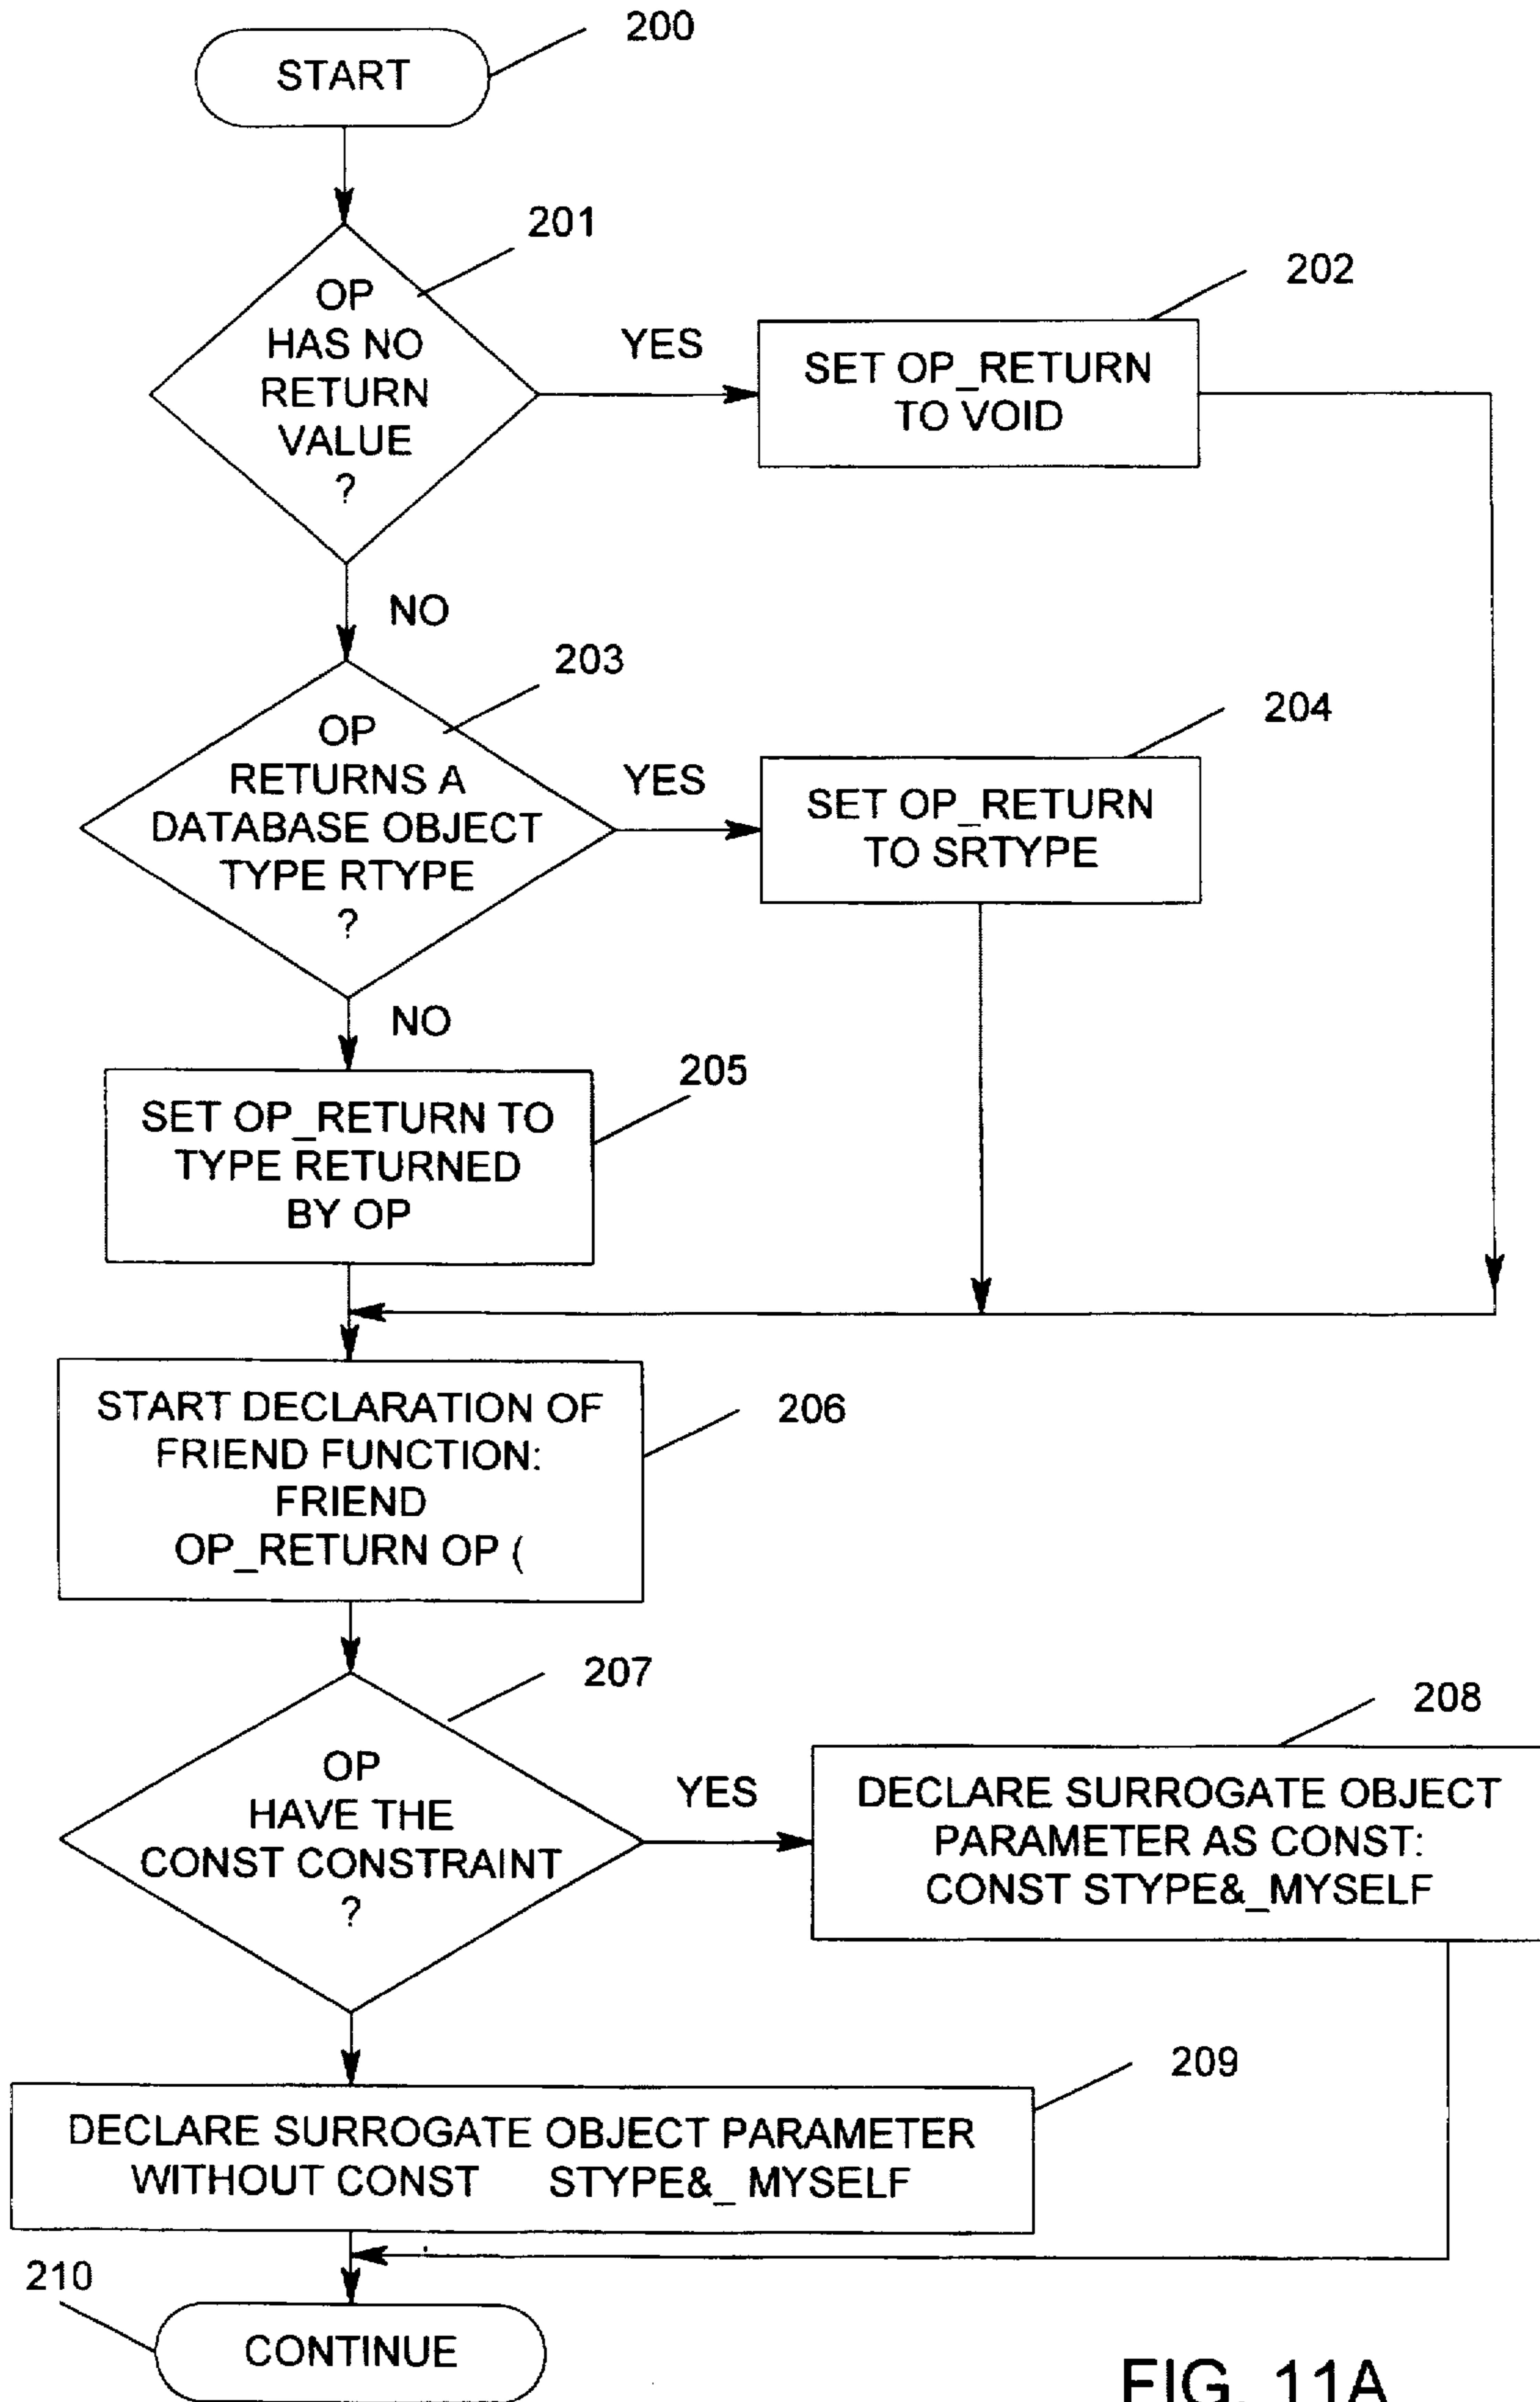 200
START
201
OP
HAS NO
RETURN
VALUE
?
YES
202
SET OP_RETURN
TO VOID
NO
203
OP
RETURNS A
DATABASE OBJECT
TYPE RTYPE
?
YES
204
SET OP_RETURN
TO SRTYPE
NO
205
SET OP_RETURN TO
TYPE RETURNED
BY OP
206
START DECLARATION OF
FRIEND FUNCTION:
FRIEND
OP_RETURN OP (
207
OP
HAVE THE
CONST CONSTRAINT
?
YES
208
DECLARE SURROGATE OBJECT
PARAMETER AS CONST:
CONST STYPE&_MYSELF
209
DECLARE SURROGATE OBJECT PARAMETER
WITHOUT CONST STYPE&_ MYSELF
210
CONTINUE
FIG. 11A